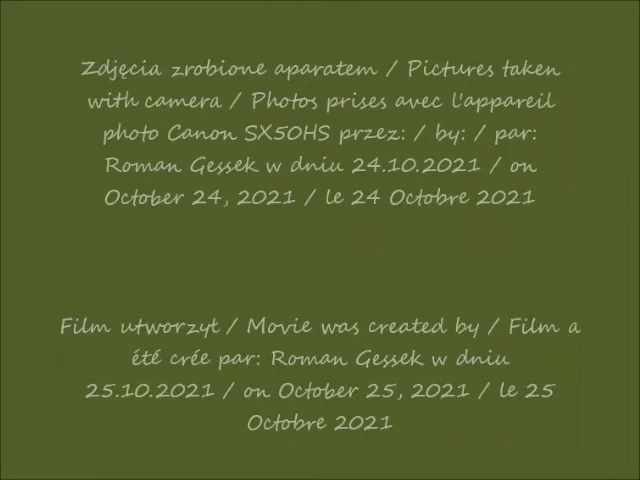 Zdjęcia zrobione aparatem / Pictures taken
with camera / Photos prises avec l'appareil
photo Canon SX50HS przez: / by: / par:
Roman Gessek w dniu 24.10.2021 / on
October 24, 2021 / le 24 Octobre 2021
Film utworzył / Movie was created by / Film a
été crée par: Roman Gessek w dniu
25.10.2021 / on October 25, 2021 / le 25
Octobre 2021